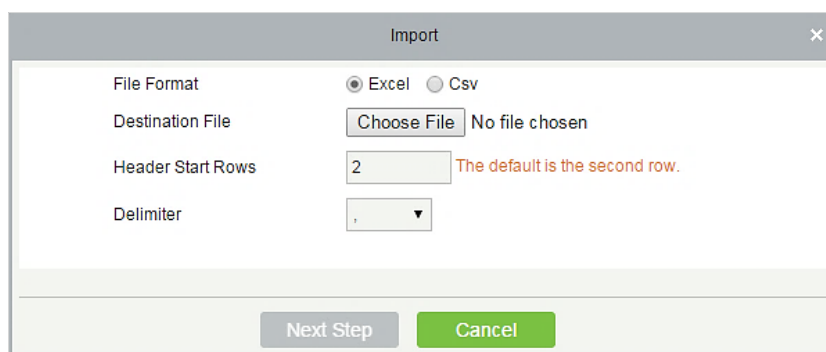 Import ×
File Format Excel Csv
Destination File Choose File No file chosen
Header Start Rows 2 The default is the second row.
Delimiter , ▼
Next Step Cancel